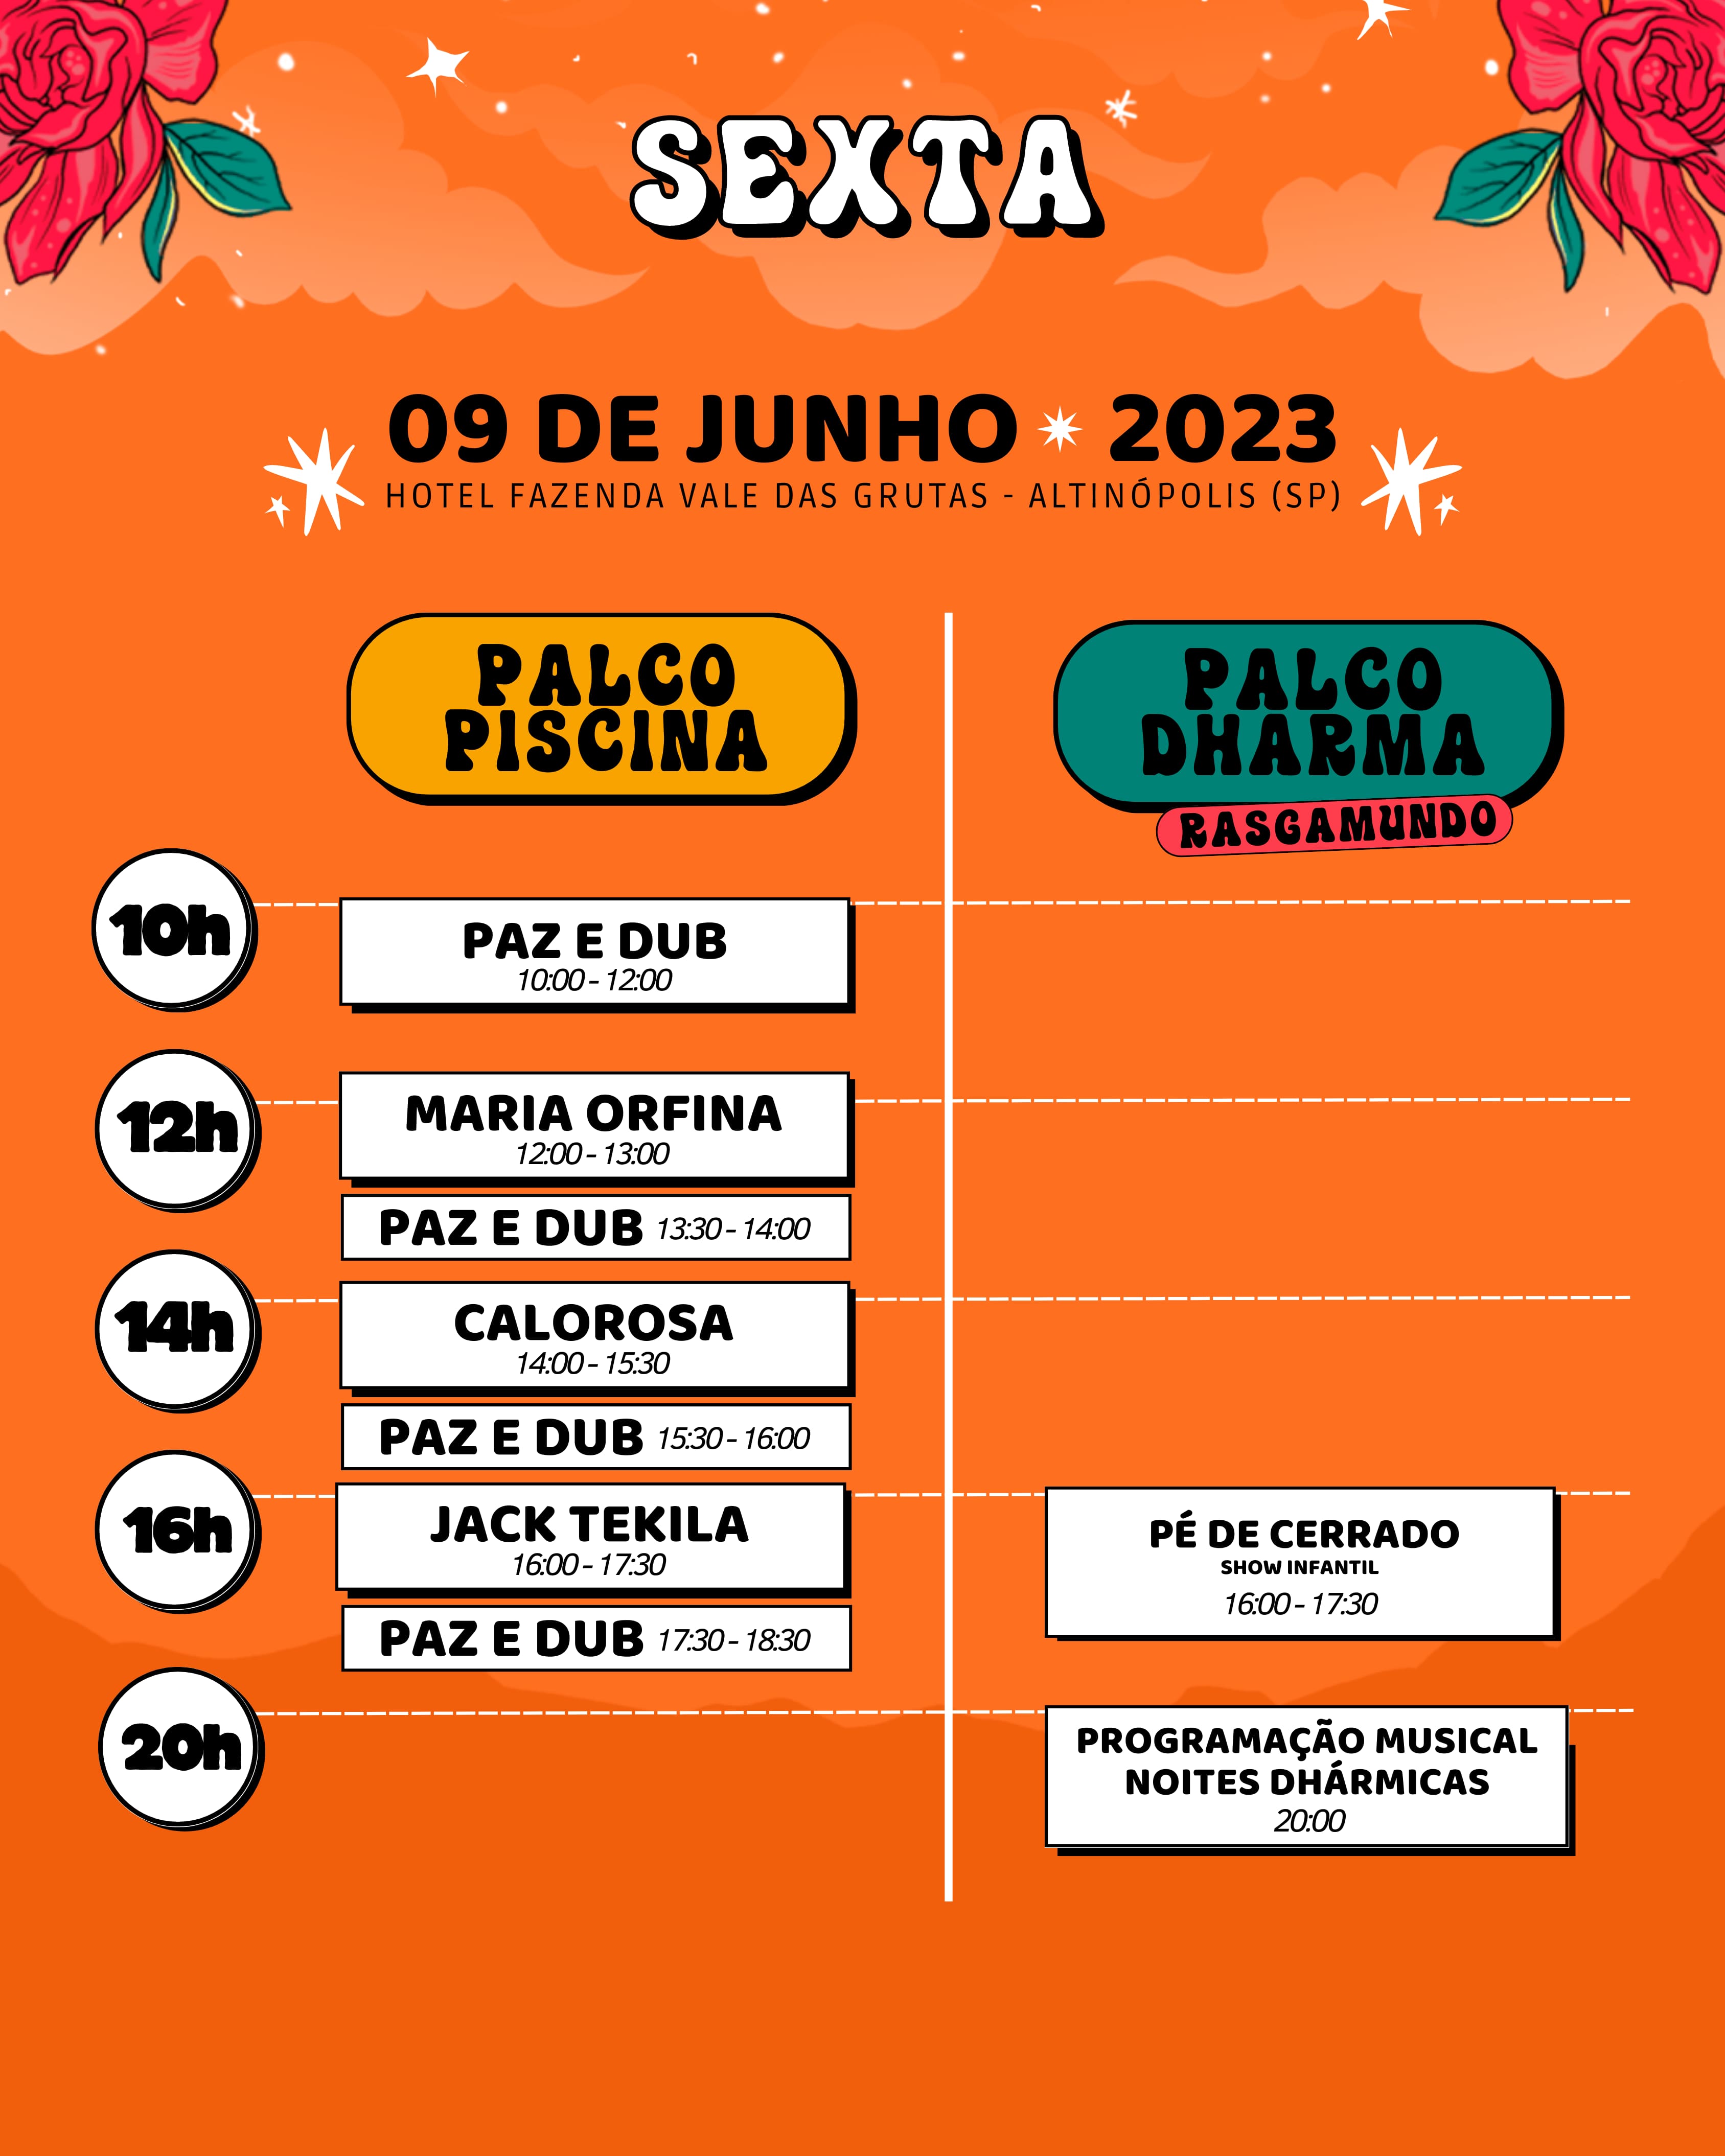 SEXTA
09 DE JUNHO 2023
HOTEL FAZENDA VALE DAS GRUTAS - ALTINÓPOLIS (SP)
PALCO
PISCINA
PALCO
DHARMA
RASGAMUNDO
10h
PAZ E DUB
10:00 - 12:00
12h
MARIA ORFINA
12:00 - 13:00
PAZ E DUB 13:30 - 14:00
14h
CALOROSA
14:00 - 15:30
PAZ E DUB 15:30 - 16:00
16h
JACK TEKILA
16:00 - 17:30
PAZ E DUB 17:30 - 18:30
PÉ DE CERRADO
SHOW INFANTIL
16:00 - 17:30
20h
PROGRAMAÇÃO MUSICAL
NOITES DHÁRMICAS
20:00